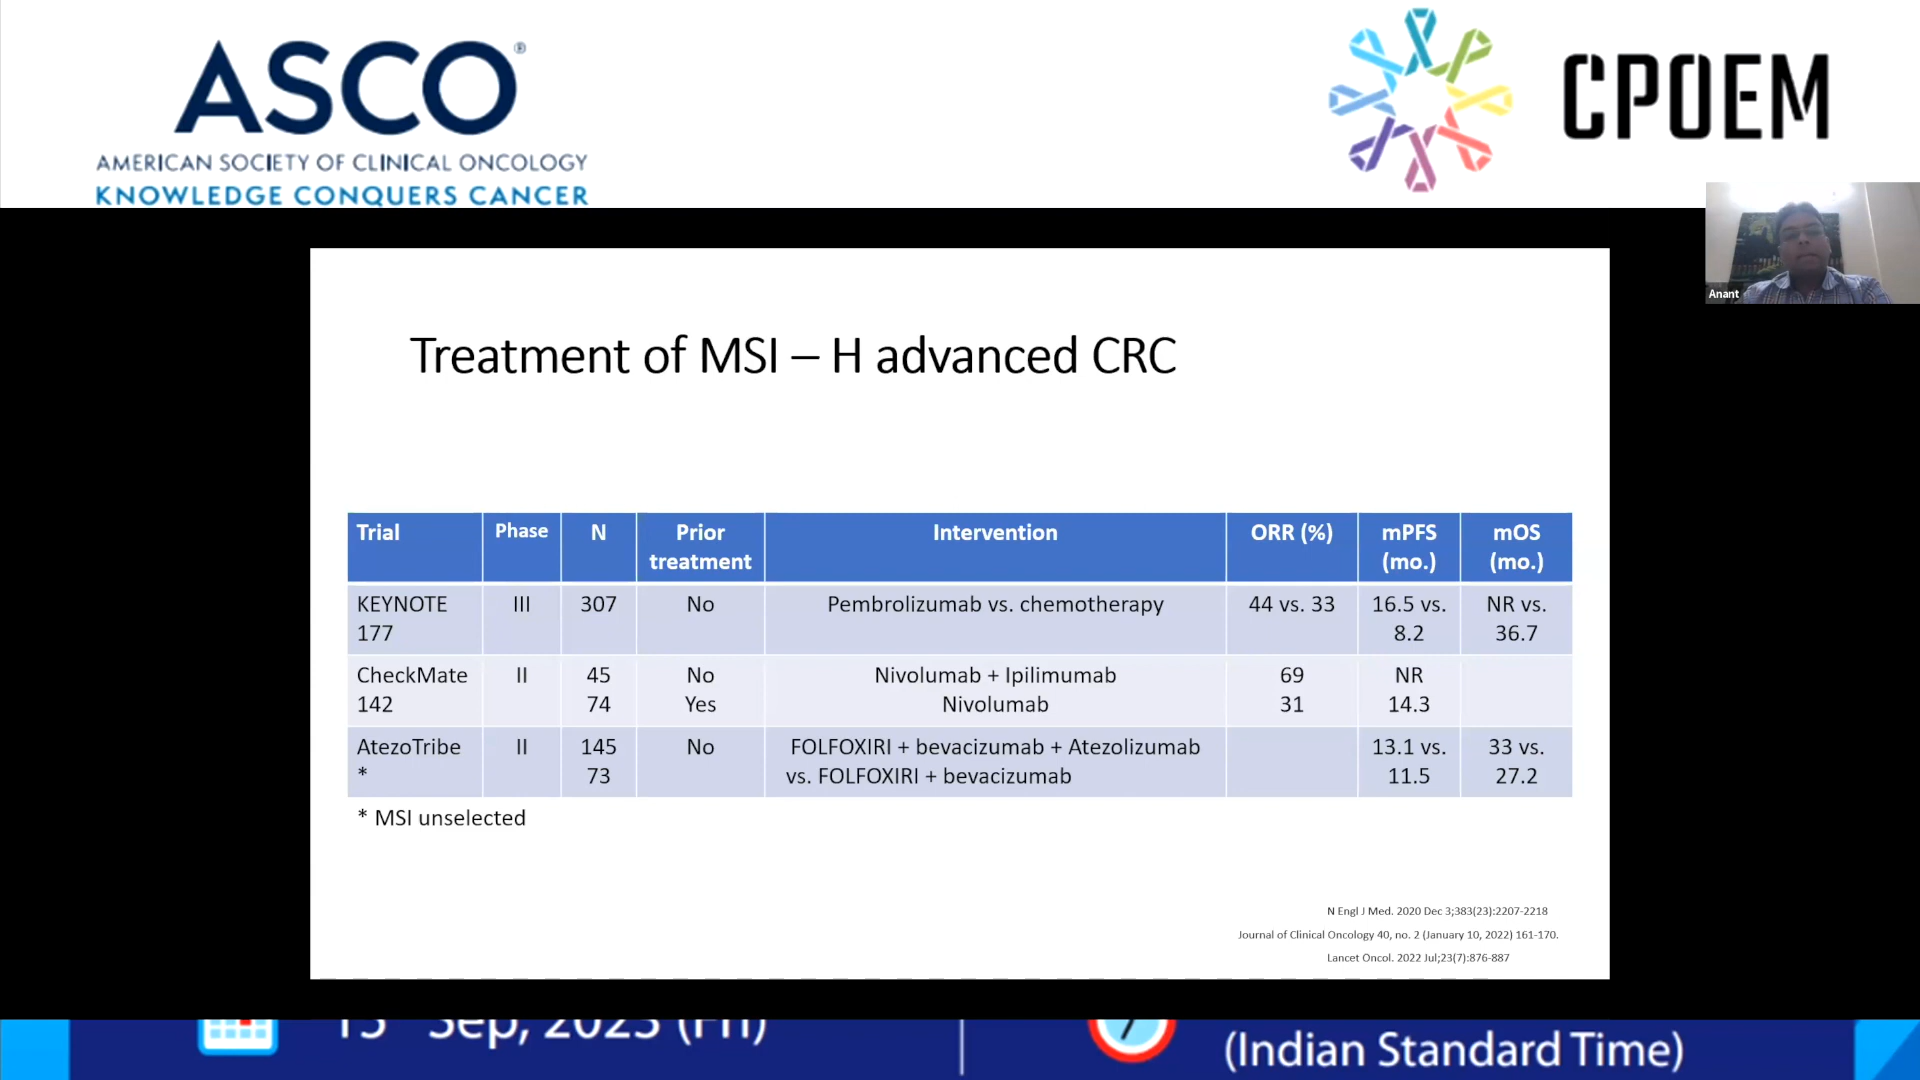 ASCO®
AMERICAN SOCIETY OF CLINICAL ONCOLOGY
KNOWLEDGE CONQUERS CANCER
CPOEM
Anant
Treatment of MSI – H advanced CRC
Trial Phase N Prior treatment Intervention ORR (%) mPFS (mo.) mOS (mo.)
KEYNOTE 177 III 307 No Pembrolizumab vs. chemotherapy 44 vs. 33 16.5 vs. 8.2 NR vs. 36.7
CheckMate 142 II 45 No Nivolumab + Ipilimumab 69 NR
74 Yes Nivolumab 31 14.3
AtezoTribe * II 145 73 No FOLFOXIRI + bevacizumab + Atezolizumab vs. FOLFOXIRI + bevacizumab 13.1 vs. 11.5 33 vs. 27.2
* MSI unselected
N Engl J Med. 2020 Dec 3;383(23):2207-2218
Journal of Clinical Oncology 40, no. 2 (January 10, 2022) 161-170.
Lancet Oncol. 2022 Jul;23(7):876-887
Sep, 2023 (Fri)
(Indian Standard Time)